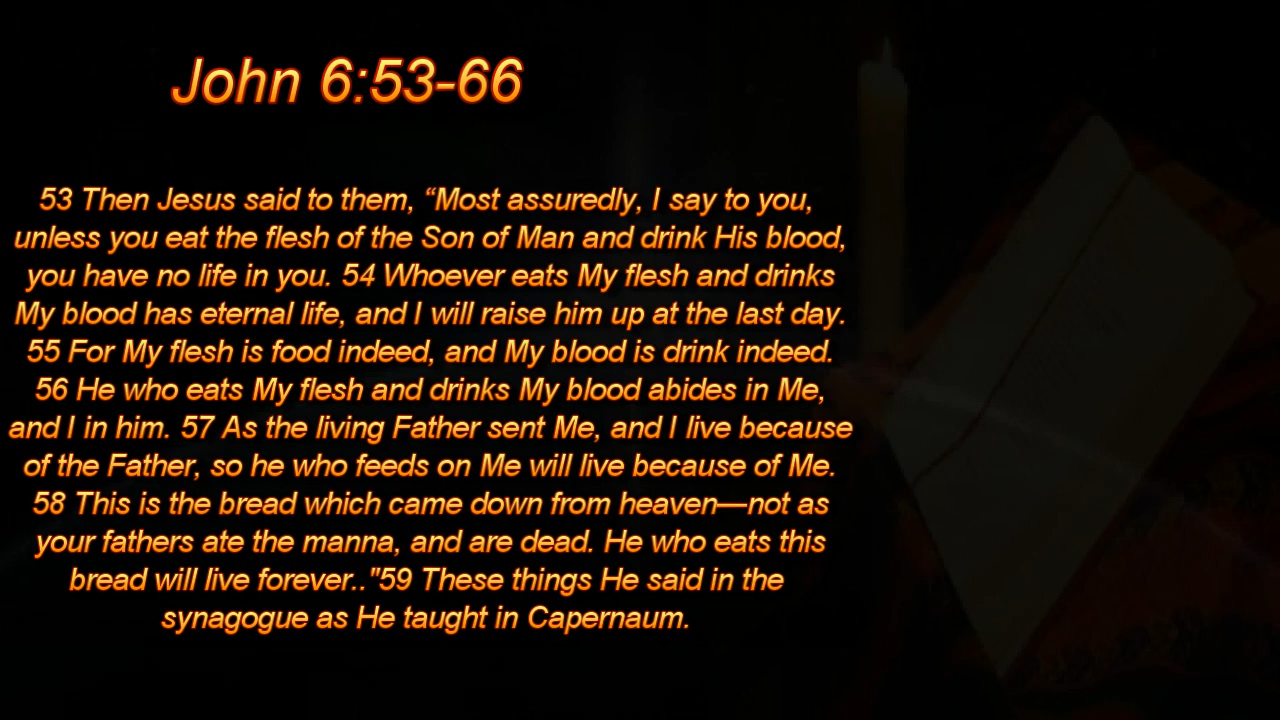 John 6:53-66
53 Then Jesus said to them, “Most assuredly, I say to you,
unless you eat the flesh of the Son of Man and drink His blood,
you have no life in you. 54 Whoever eats My flesh and drinks
My blood has eternal life, and I will raise him up at the last day.
55 For My flesh is food indeed, and My blood is drink indeed.
56 He who eats My flesh and drinks My blood abides in Me,
and I in him. 57 As the living Father sent Me, and I live because
of the Father, so he who feeds on Me will live because of Me.
58 This is the bread which came down from heaven—not as
your fathers ate the manna, and are dead. He who eats this
bread will live forever.."59 These things He said in the
synagogue as He taught in Capernaum.